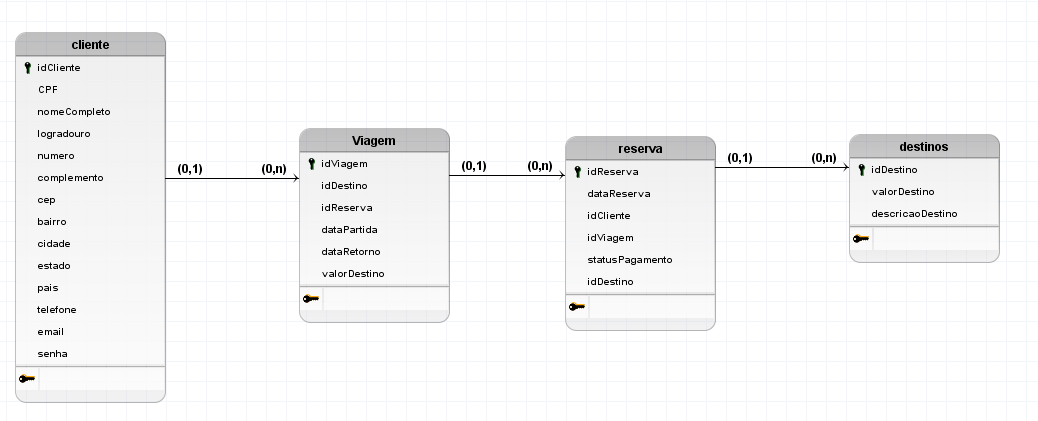 cliente
idCliente
CPF
nomeCompleto
logradouro
numero
complemento
cep
bairro
cidade
estado
pais
telefone
email
senha
(0,1)
(0,n)
Viagem
idViagem
idDestino
idReserva
dataPartida
dataRetorno
valorDestino
(0,1)
(0,n)
reserva
idReserva
dataReserva
idCliente
idViagem
statusPagamento
idDestino
(0,1)
(0,n)
destinos
idDestino
valorDestino
descricaoDestino